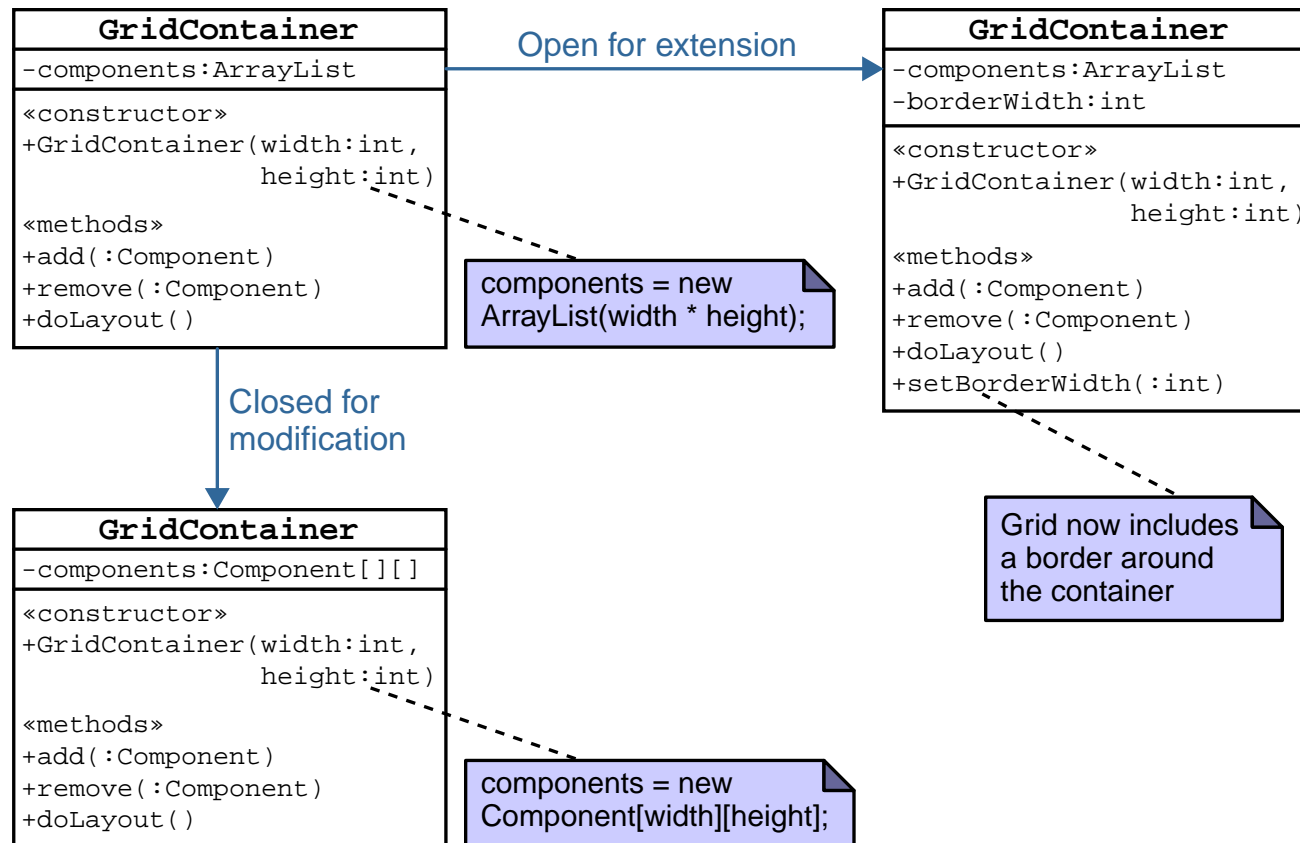 GridContainer
-components:ArrayList
«constructor»
+GridContainer(width:int,
height:int)
«methods»
+add(:Component)
+remove(:Component)
+doLayout()
Open for extension
GridContainer
-components:ArrayList
-borderWidth:int
«constructor»
+GridContainer(width:int,
height:int)
«methods»
+add(:Component)
+remove(:Component)
+doLayout()
+setBorderWidth(:int)
components = new
ArrayList(width * height);
Closed for
modification
Grid now includes
a border around
the container
GridContainer
-components:Component[][]
«constructor»
+GridContainer(width:int,
height:int)
«methods»
+add(:Component)
+remove(:Component)
+doLayout()
components = new
Component[width][height];